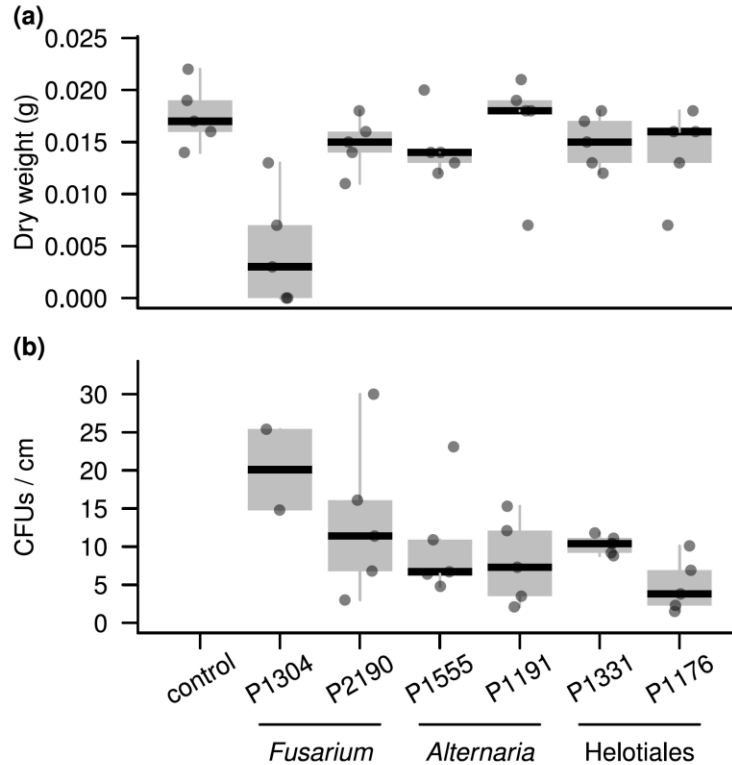 (a)
Dry weight (g)
0.025
0.020
0.015
0.010
0.005
0.000
(b)
CFUs / cm
30
25
20
15
10
5
0
control P1304 P2190 P1555 P1191 P1331 P1176
Fusarium Alternaria Helotiales